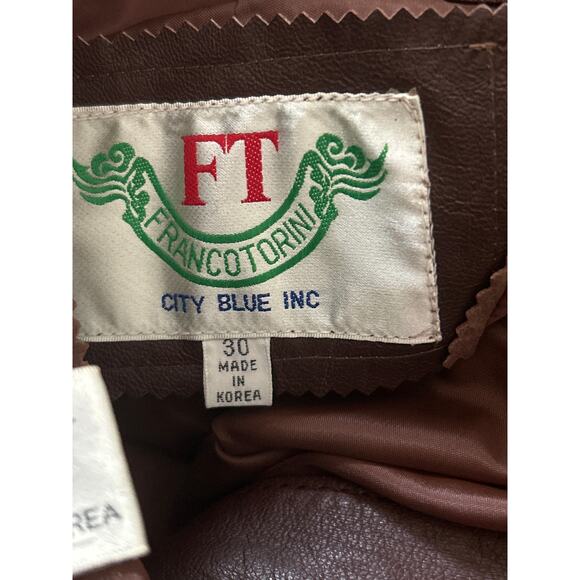 FT
FRANCOTORINI
CITY BLUE INC
30
MADE
IN
KOREA
REA